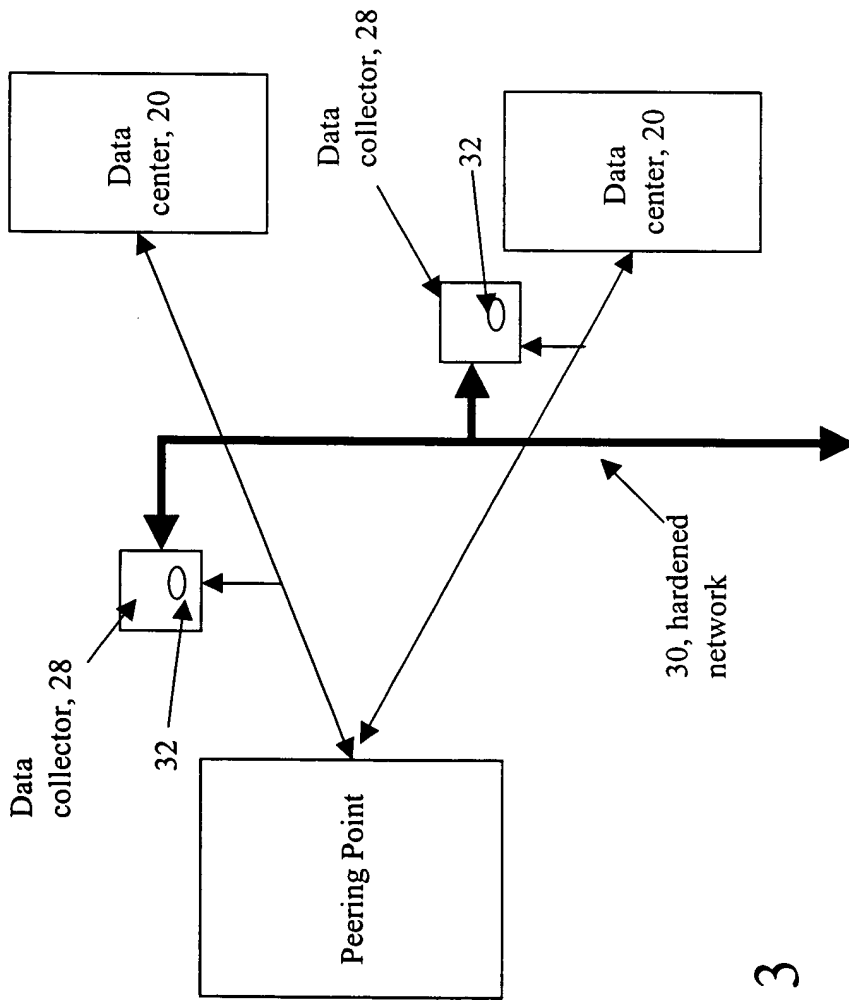 Data
collector, 28
32
Peering Point
Data
center, 20
Data
collector, 28
32
Data
center, 20
30, hardened
network
3